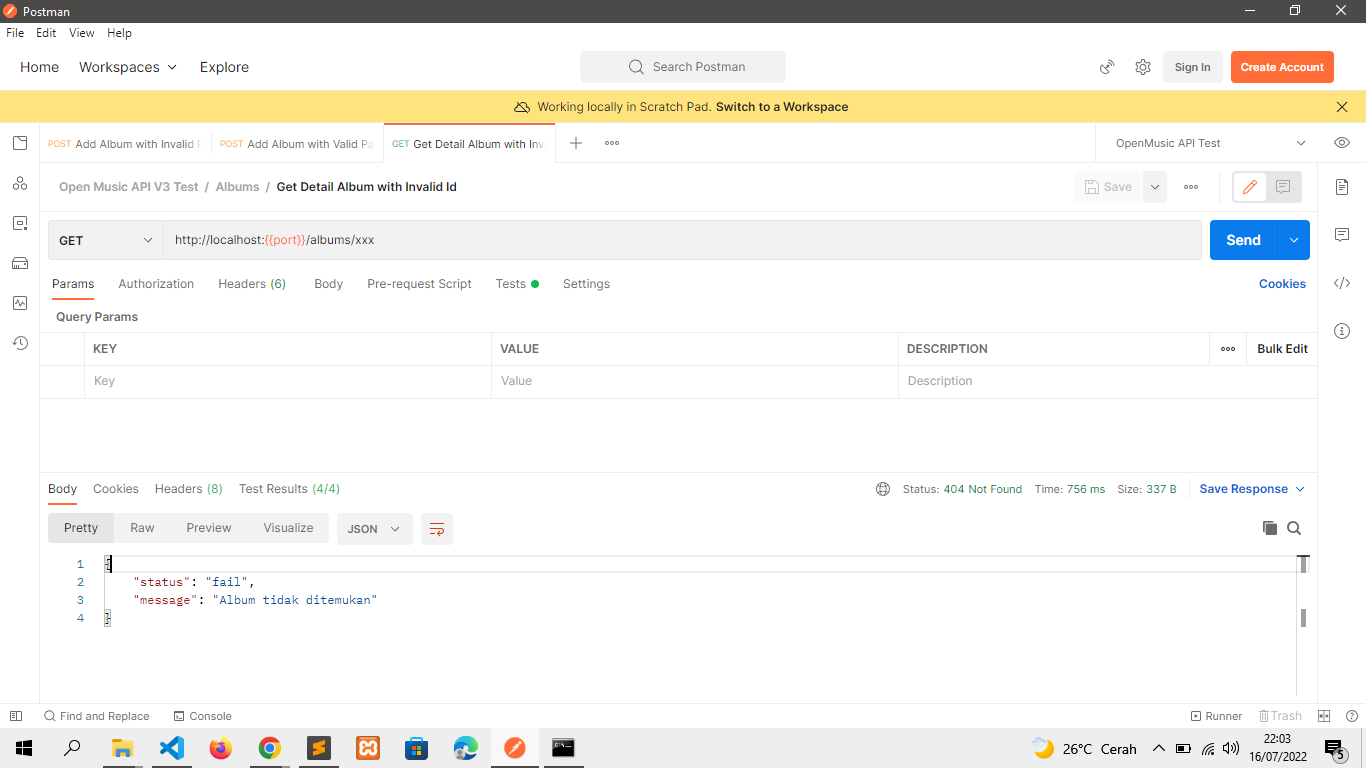 Postman
File Edit View Help
Home Workspaces Explore Search Postman Sign In Create Account
Working locally in Scratch Pad. Switch to a Workspace
POST Add Album with Invalid POST Add Album with Valid Pa GET Get Detail Album with Inv OpenMusic API Test
Open Music API V3 Test / Albums / Get Detail Album with Invalid Id Save
GET http://localhost:{{port}}/albums/xxx Send
Params Authorization Headers (6) Body Pre-request Script Tests Settings Cookies
Query Params
KEY VALUE DESCRIPTION Bulk Edit
Key Value Description
Body Cookies Headers (8) Test Results (4/4) Status: 404 Not Found Time: 756 ms Size: 337 B Save Response
Pretty Raw Preview Visualize JSON
1 {
2 "status": "fail",
3 "message": "Album tidak ditemukan"
4 }
Find and Replace Console Runner Trash
26°C Cerah 22:03
16/07/2022 5